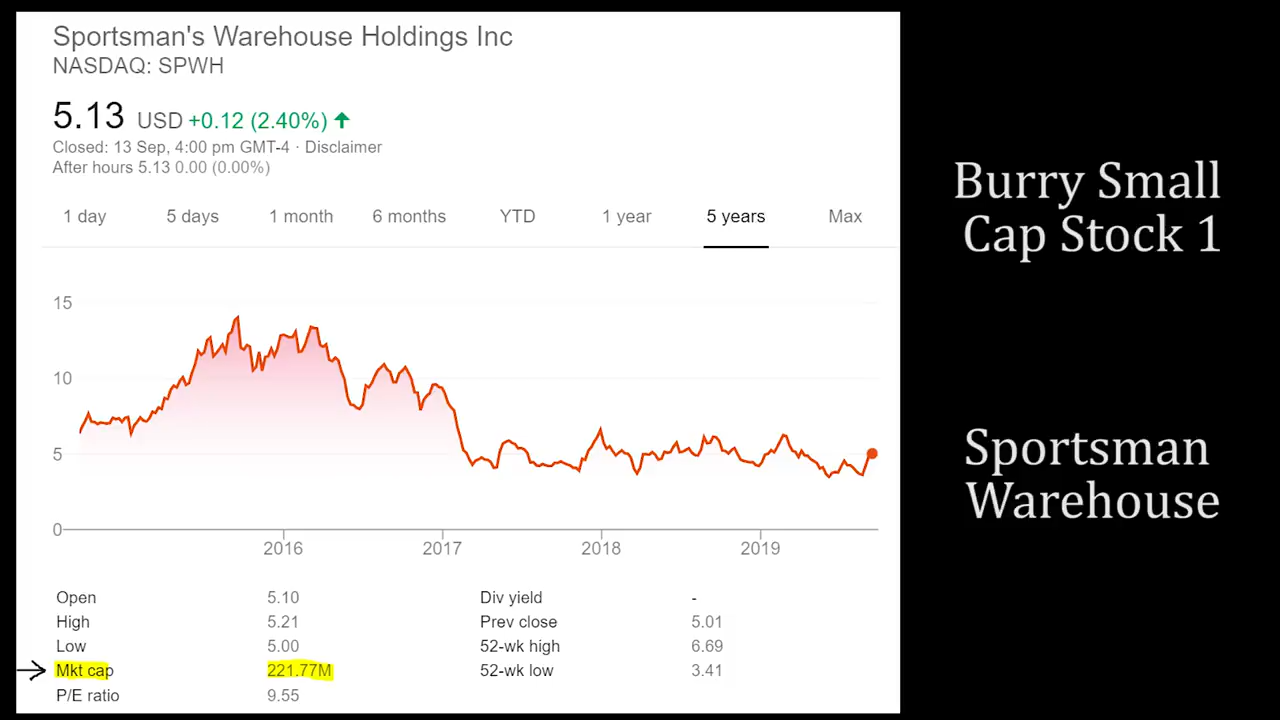 Sportsman's Warehouse Holdings Inc
NASDAQ: SPWH
5.13 USD +0.12 (2.40%)
Closed: 13 Sep, 4:00 pm GMT-4 · Disclaimer
After hours 5.13 0.00 (0.00%)
1 day 5 days 1 month 6 months YTD 1 year 5 years Max
15
10
5
0
2016 2017 2018 2019
Open 5.10 Div yield -
High 5.21 Prev close 5.01
Low 5.00 52-wk high 6.69
Mkt cap 221.77M 52-wk low 3.41
P/E ratio 9.55
Burry Small
Cap Stock 1
Sportsman
Warehouse